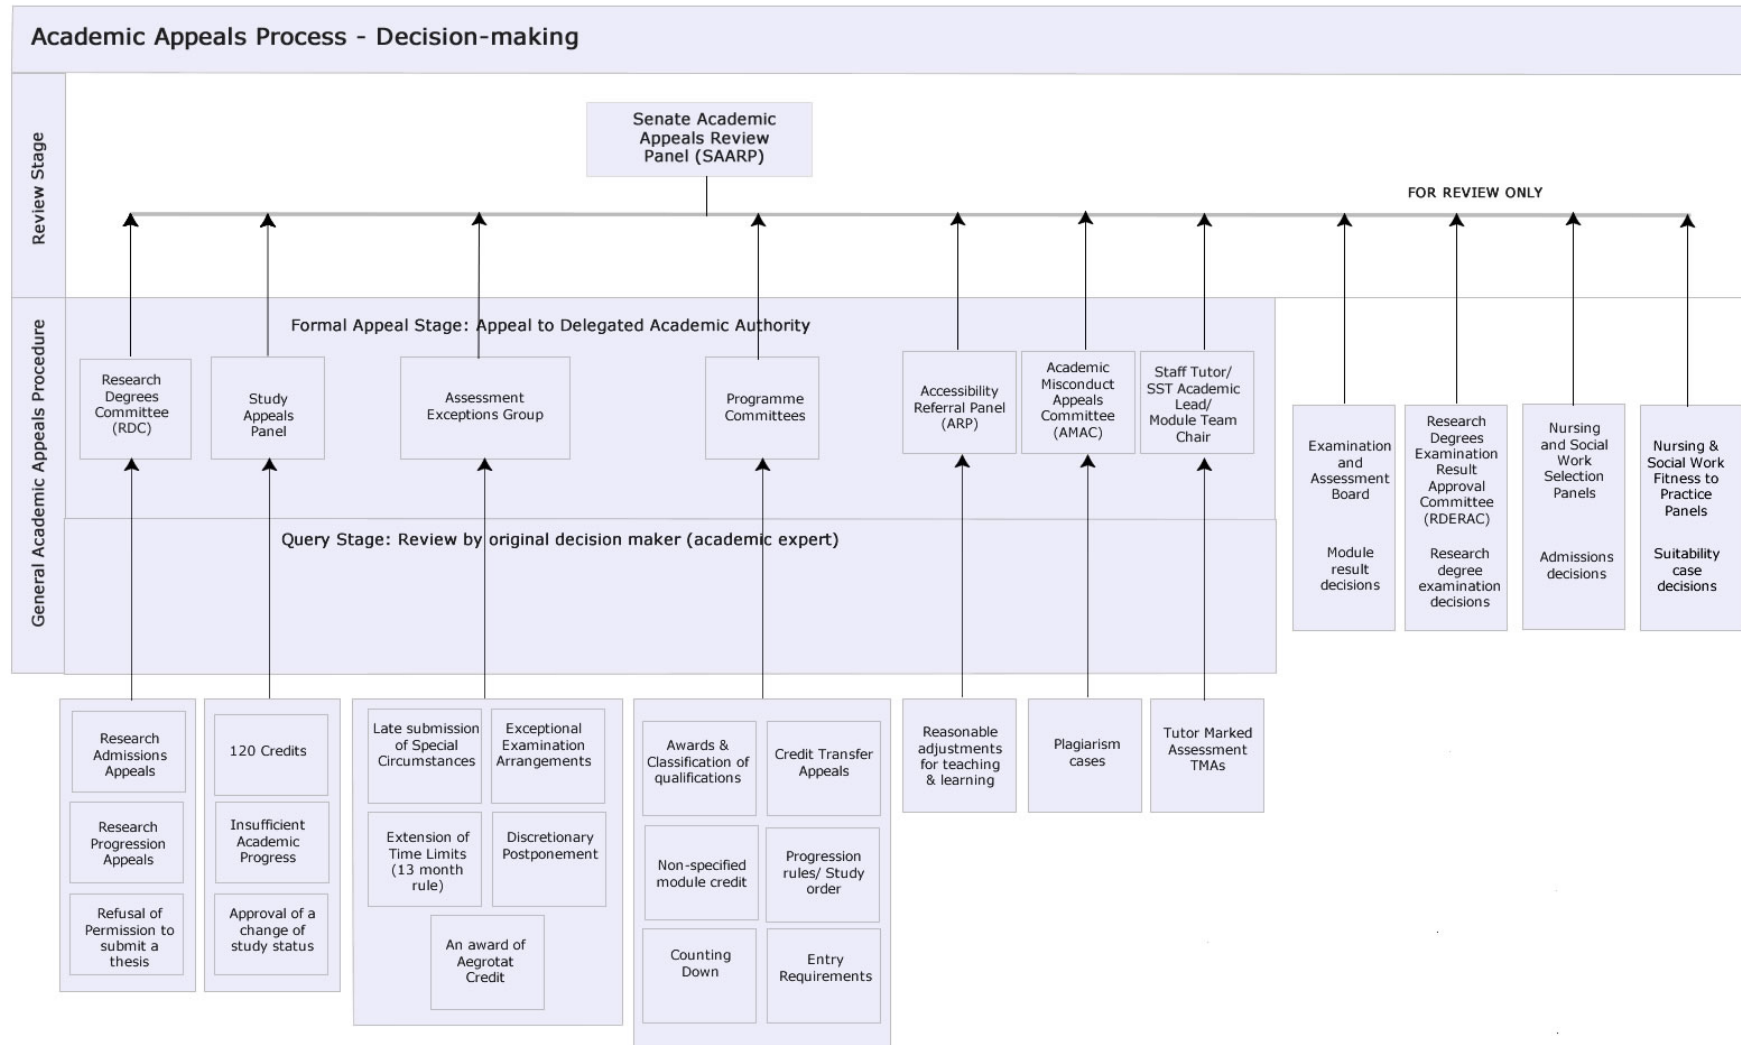 Academic Appeals Process - Decision-making
Review Stage
Senate Academic
Appeals Review
Panel (SAARP)
FOR REVIEW ONLY
General Academic Appeals Procedure
Formal Appeal Stage: Appeal to Delegated Academic Authority
Research
Degrees
Committee
(RDC)
Study
Appeals
Panel
Assessment
Exceptions Group
Programme
Committees
Accessibility
Referral Panel
(ARP)
Academic
Misconduct
Appeals
Committee
(AMAC)
Staff Tutor/
SST Academic
Lead/
Module Team
Chair
Examination
and
Assessment
Board
Module
result
decisions
Research
Degrees
Examination
Result
Approval
Committee
(RDERAC)
Research
degree
examination
decisions
Nursing
and Social
Work
Selection
Panels
Admissions
decisions
Nursing &
Social Work
Fitness to
Practice
Panels
Suitability
case
decisions
Query Stage: Review by original decision maker (academic expert)
Research
Admissions
Appeals
Research
Progression
Appeals
Refusal of
Permission to
submit a
thesis
120 Credits
Insufficient
Academic
Progress
Approval of a
change of
study status
Late submission
of Special
Circumstances
Exceptional
Examination
Arrangements
Extension of
Time Limits
(13 month
rule)
Discretionary
Postponement
An award of
Aegrotat
Credit
Awards &
Classification of
qualifications
Credit Transfer
Appeals
Non-specified
module credit
Progression
rules/ Study
order
Counting
Down
Entry
Requirements
Reasonable
adjustments
for teaching
& learning
Plagiarism
cases
Tutor Marked
Assessment
TMAs